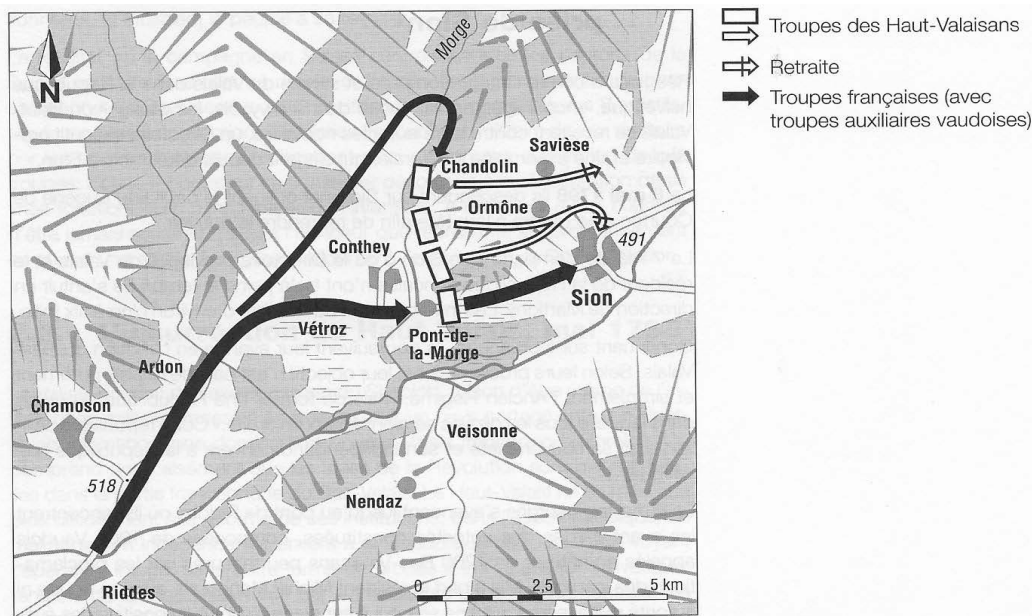 N
Morge
Savièse
Chandolin
Ormône
491
Conthey
Sion
Vétroz
Pont-de-
la-Morge
Ardon
Chamoson
Veisonne
518
Nendaz
0 2,5 5 km
Riddes
Troupes des Haut-Valaisans
Retraite
Troupes françaises (avec
troupes auxiliaires vaudoises)